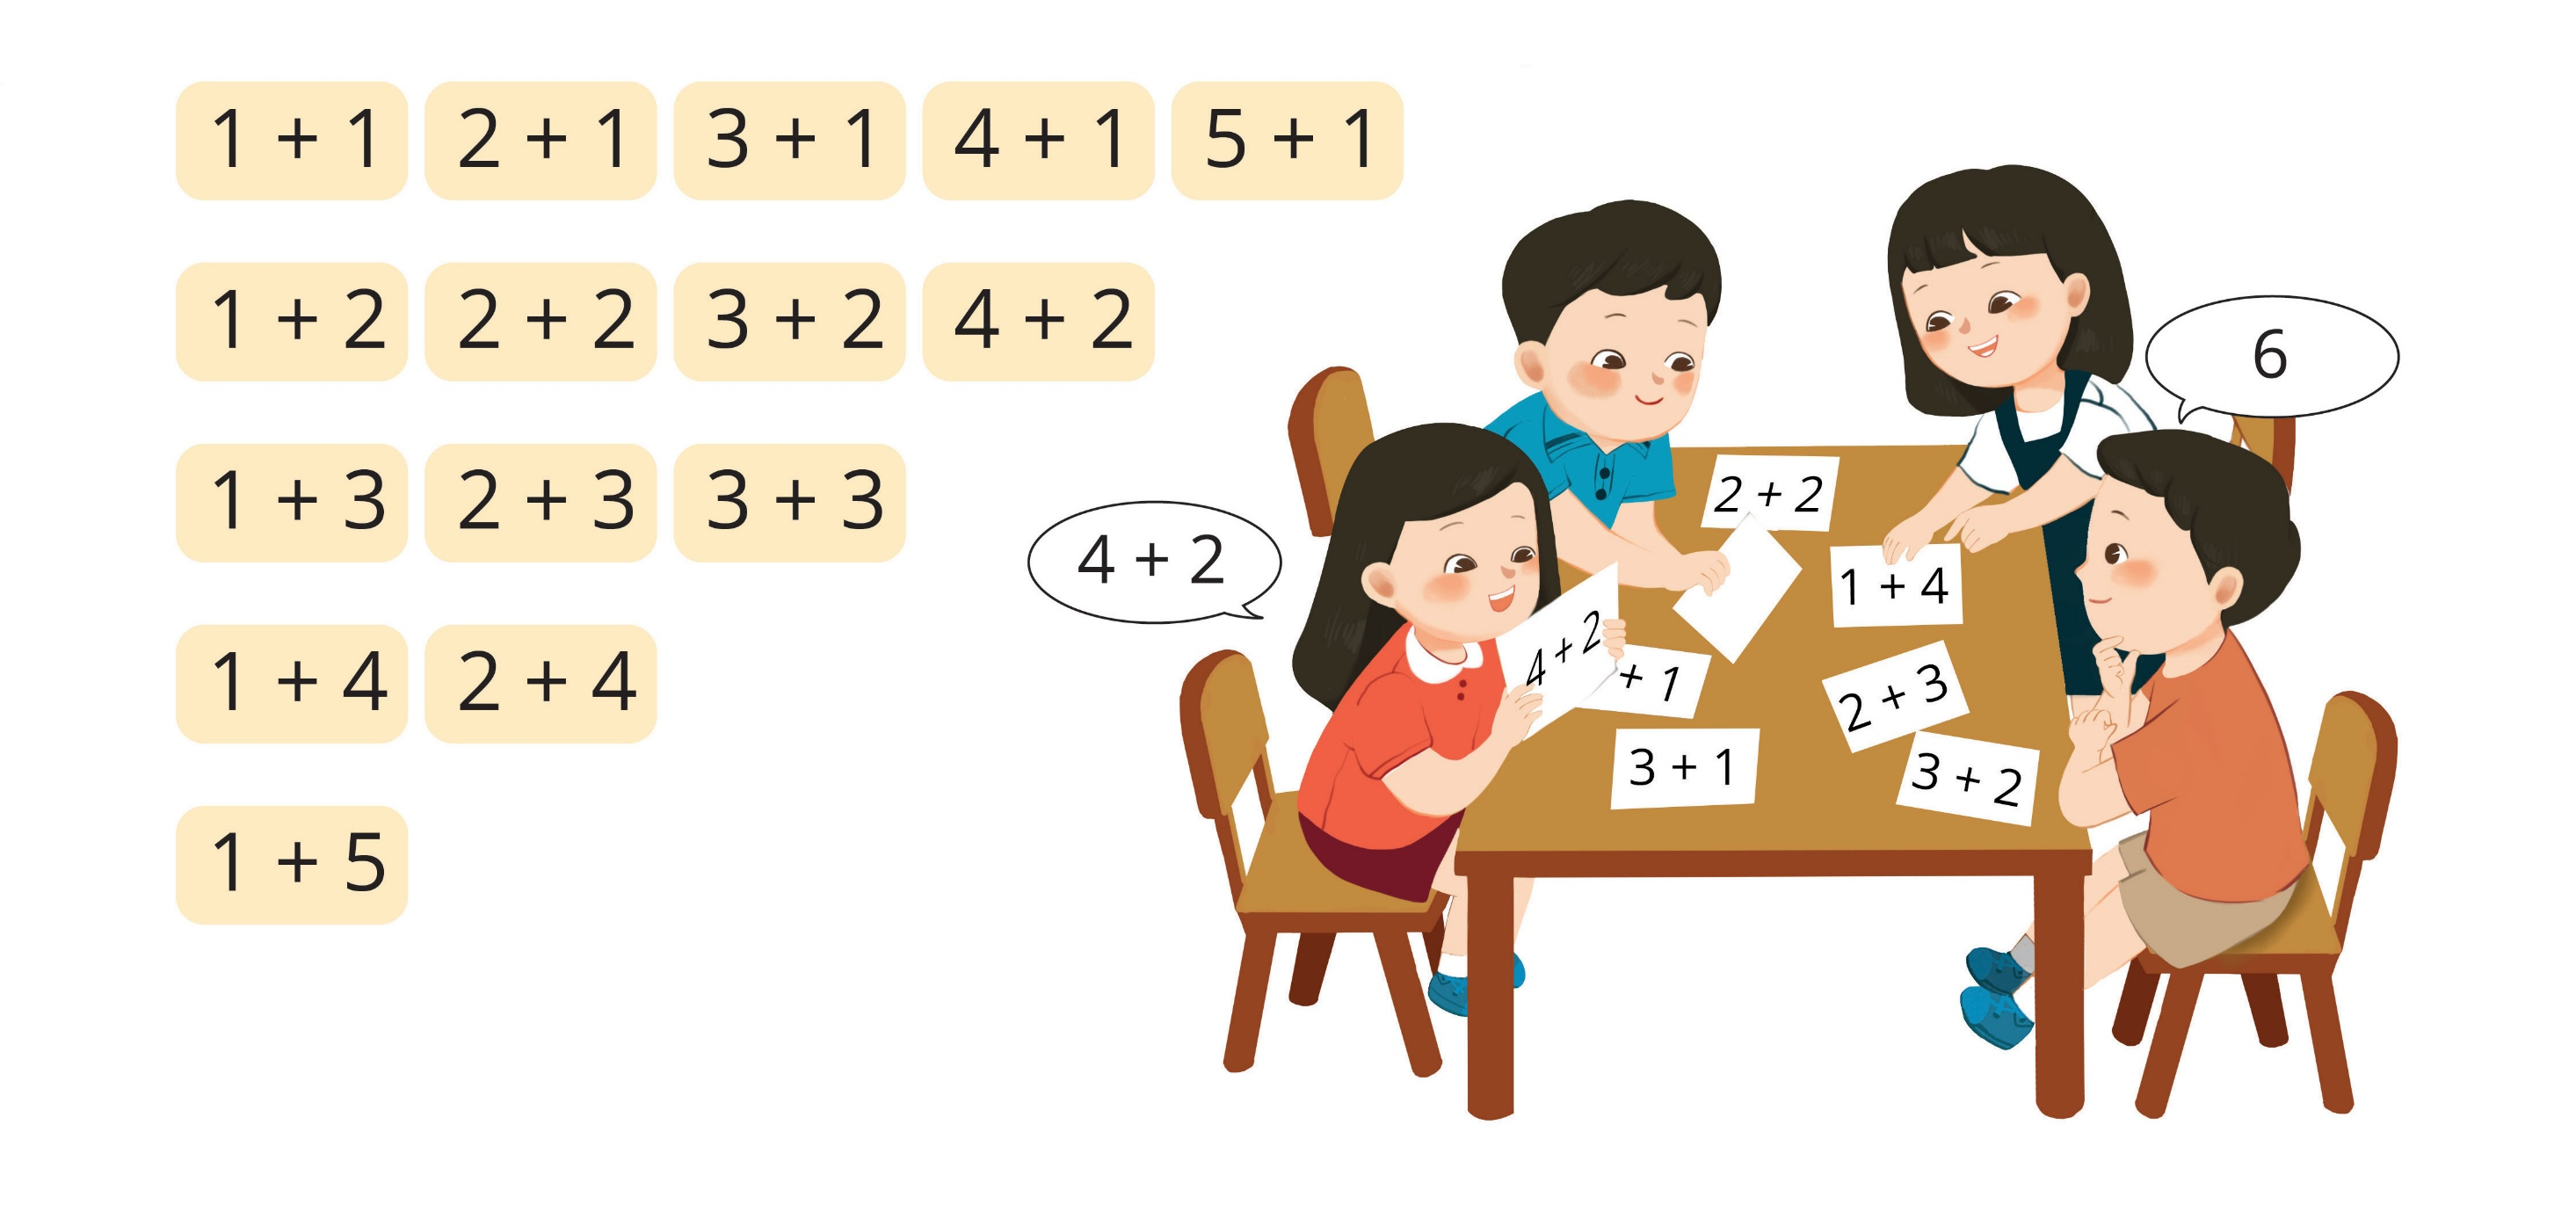 1 + 1 2 + 1 3 + 1 4 + 1 5 + 1
1 + 2 2 + 2 3 + 2 4 + 2
1 + 3 2 + 3 3 + 3
1 + 4 2 + 4
1 + 5
6
4 + 2
2 + 2
1 + 4
4 + 2
+ 1
2 + 3
3 + 1
3 + 2